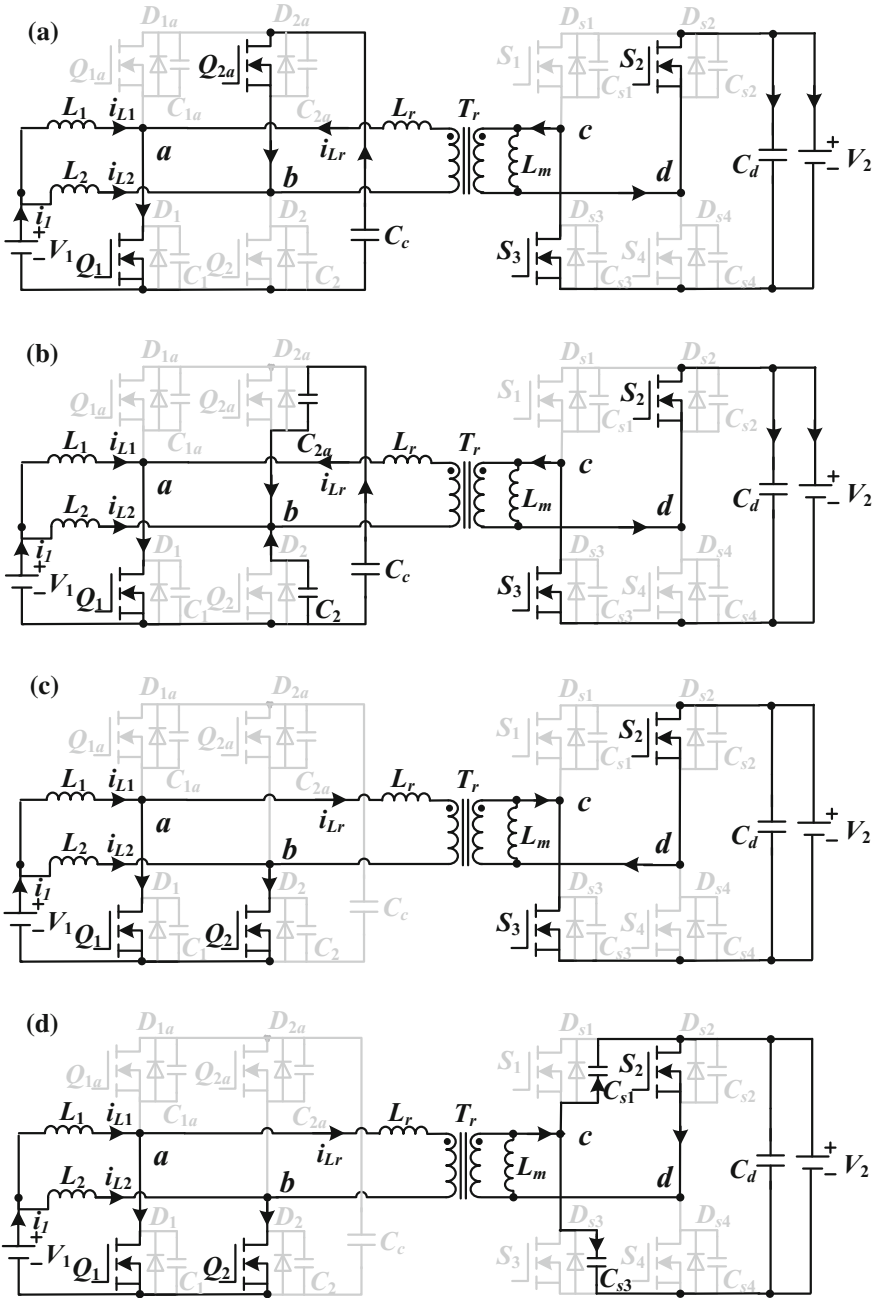 (a)
D1a D2a Ds1 Ds2
Q1a Q2a S1 S2
C1a C2a Cs1 Cs2
L1 iL1 Lr Tr
a iLr c
Lm
L2 iL2 b d Cd + − V2
i1 D1 D2 Ds3 Ds4
+ − V1 Q1 C1 Q2 C2 Cc S3 Cs3 S4 Cs4
(b)
D1a D2a Ds1 Ds2
Q1a Q2a S1 S2
C1a C2a Cs1 Cs2
L1 iL1 Lr Tr
a iLr c
Lm
L2 iL2 b d Cd + − V2
i1 D1 D2 Ds3 Ds4
+ − V1 Q1 C1 Q2 C2 Cc S3 Cs3 S4 Cs4
(c)
D1a D2a Ds1 Ds2
Q1a Q2a S1 S2
C1a C2a Cs1 Cs2
L1 iL1 Lr Tr
a iLr c
Lm
L2 iL2 b d Cd + − V2
i1 D1 D2 Ds3 Ds4
+ − V1 Q1 C1 Q2 C2 Cc S3 Cs3 S4 Cs4
(d)
D1a D2a Ds1 Ds2
Q1a Q2a S1 S2
C1a C2a Cs1 Cs2
L1 iL1 Lr Tr
a iLr c
Lm
L2 iL2 b d Cd + − V2
i1 D1 D2 Ds3 Ds4
+ − V1 Q1 C1 Q2 C2 Cc S3 Cs3 S4 Cs4